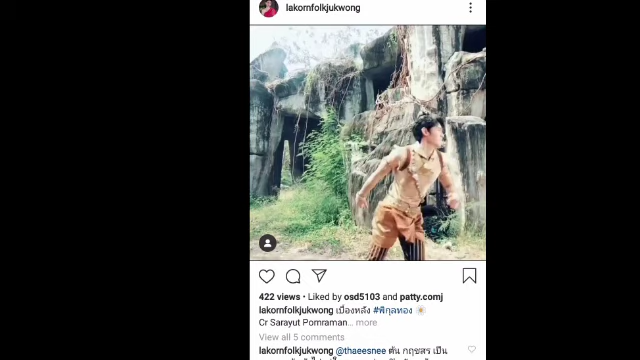 lakornfolkjukwong
422 views • Liked by osd5103 and patty.comj
lakornfolkjukwong เบื้องหลัง #พิกุลทอง ☀️
Cr Sarayut Pornraman... more
View all 5 comments
lakornfolkjukwong @thaeesnee ต้น กฤชสร เป็น